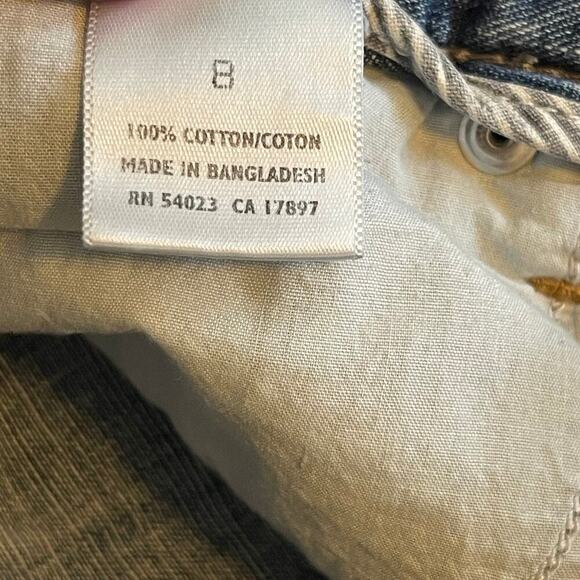 8
100% COTTON/COTON
MADE IN BANGLADESH
RN 54023 CA 17897